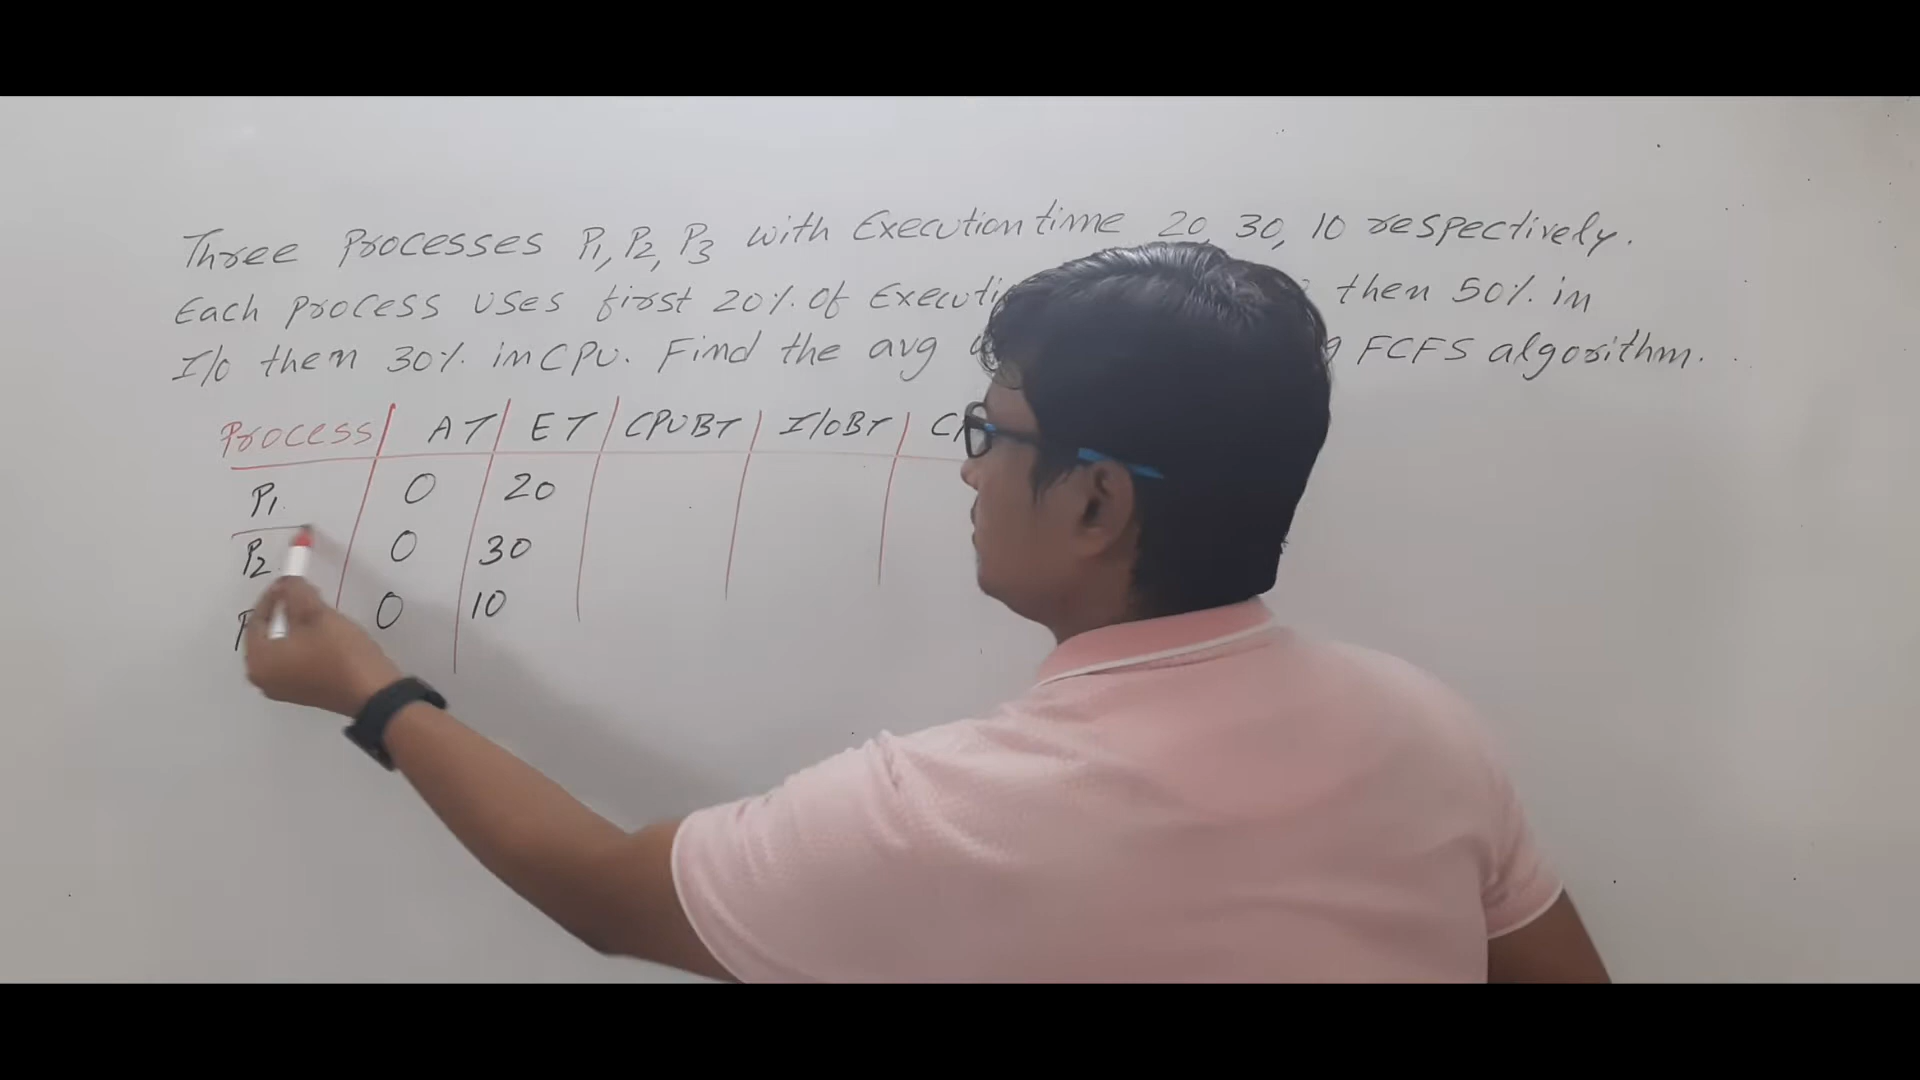 Three Processes P1, P2, P3 with Execution time 20, 30, 10 respectively.
Each process uses first 20% of then 50% in
I/O then 30% in CPU. Find the avg FCFS algorithm.
Process AT ET CPUBT I/OBT
P1 0 20
P2 0 30
0 10